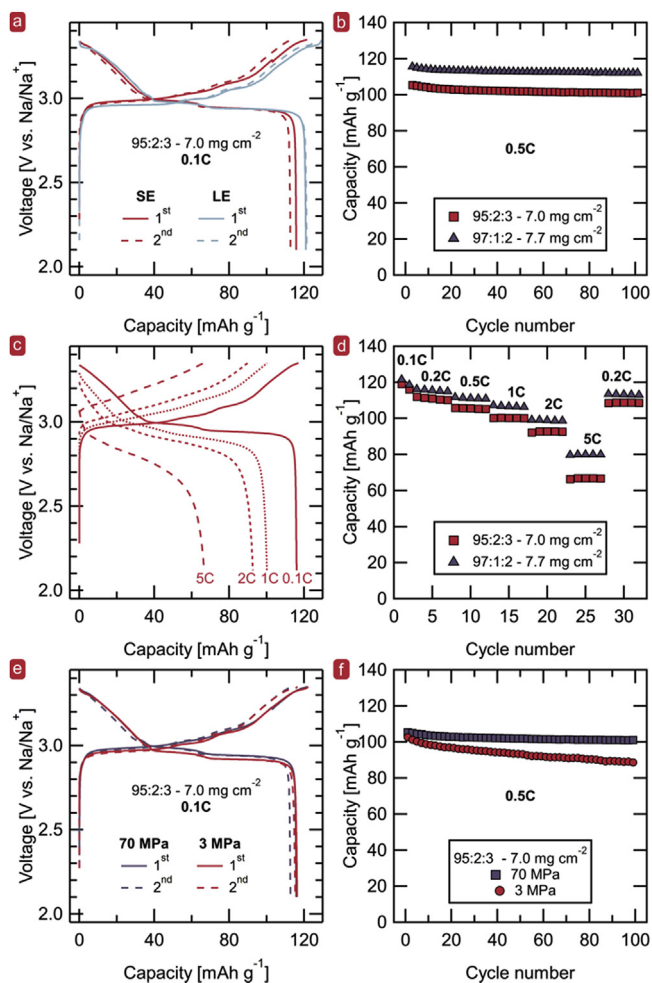 a
Voltage [V vs. Na/Na⁺]
3.0
2.5
2.0
95:2:3 - 7.0 mg cm⁻²
0.1C
SE LE
1ˢᵗ 1ˢᵗ
2ⁿᵈ 2ⁿᵈ
0 40 80 120
Capacity [mAh g⁻¹]
b
Capacity [mAh g⁻¹]
140
120
100
80
60
40
20
0
0.5C
95:2:3 - 7.0 mg cm⁻²
97:1:2 - 7.7 mg cm⁻²
0 20 40 60 80 100
Cycle number
c
Voltage [V vs. Na/Na⁺]
3.0
2.5
2.0
5C 2C 1C 0.1C
0 40 80 120
Capacity [mAh g⁻¹]
d
Capacity [mAh g⁻¹]
140
120
100
80
60
40
0.1C
0.2C
0.5C
1C
2C
5C
0.2C
95:2:3 - 7.0 mg cm⁻²
97:1:2 - 7.7 mg cm⁻²
0 5 10 15 20 25 30
Cycle number
e
Voltage [V vs. Na/Na⁺]
3.0
2.5
2.0
95:2:3 - 7.0 mg cm⁻²
0.1C
70 MPa 3 MPa
1ˢᵗ 1ˢᵗ
2ⁿᵈ 2ⁿᵈ
0 40 80 120
Capacity [mAh g⁻¹]
f
Capacity [mAh g⁻¹]
140
120
100
80
60
40
20
0
0.5C
95:2:3 - 7.0 mg cm⁻²
70 MPa
3 MPa
0 20 40 60 80 100
Cycle number